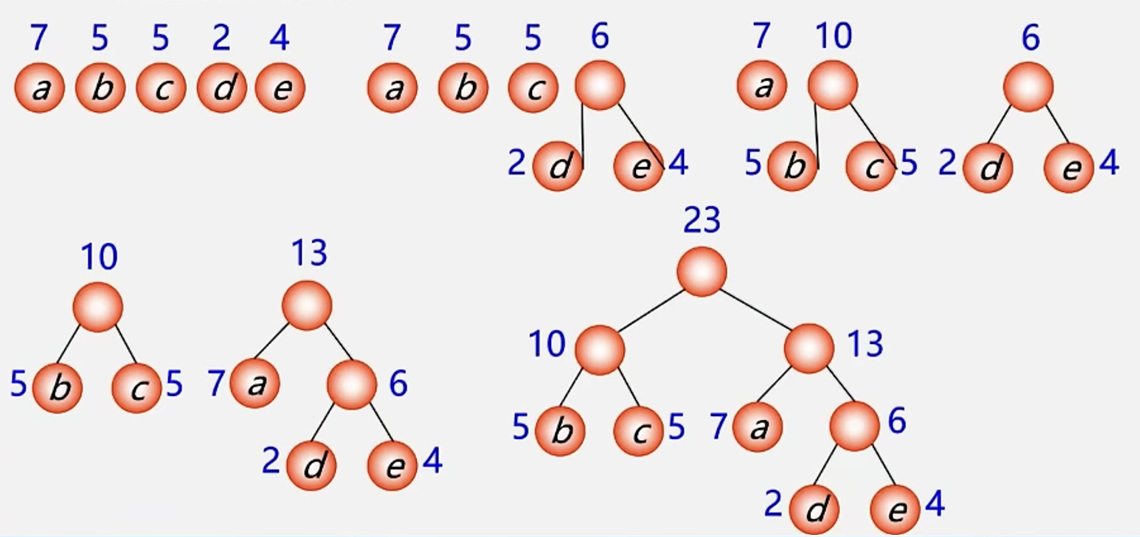 7 5 5 2 4
a b c d e
7 5 5 6
a b c
2 d e 4
7 10
a
5 b c 5
6
2 d e 4
10
5 b c 5
13
7 a 6
2 d e 4
23
10 13
5 b c 5 7 a 6
2 d e 4